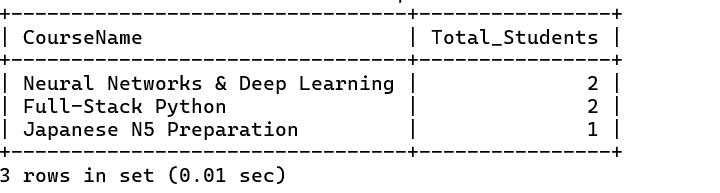 +----------------------------------+----------------+
| CourseName                       | Total_Students |
+----------------------------------+----------------+
| Neural Networks & Deep Learning |              2 |
| Full-Stack Python                |              2 |
| Japanese N5 Preparation          |              1 |
+----------------------------------+----------------+
3 rows in set (0.01 sec)